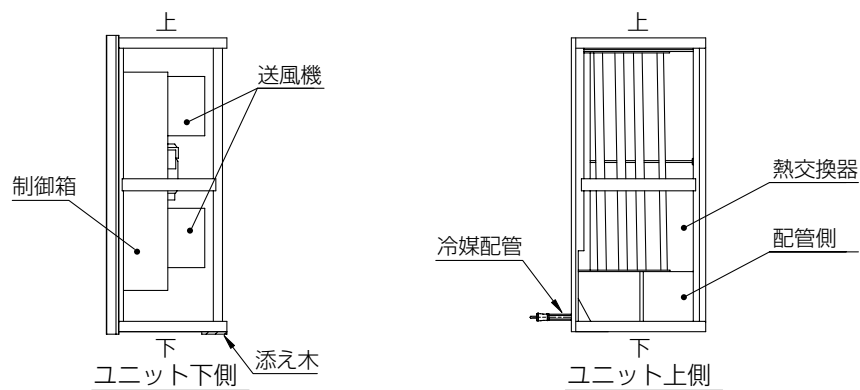 上
送風機
制御箱
下
添え木
ユニット下側
上
熱交換器
配管側
冷媒配管
下
ユニット上側